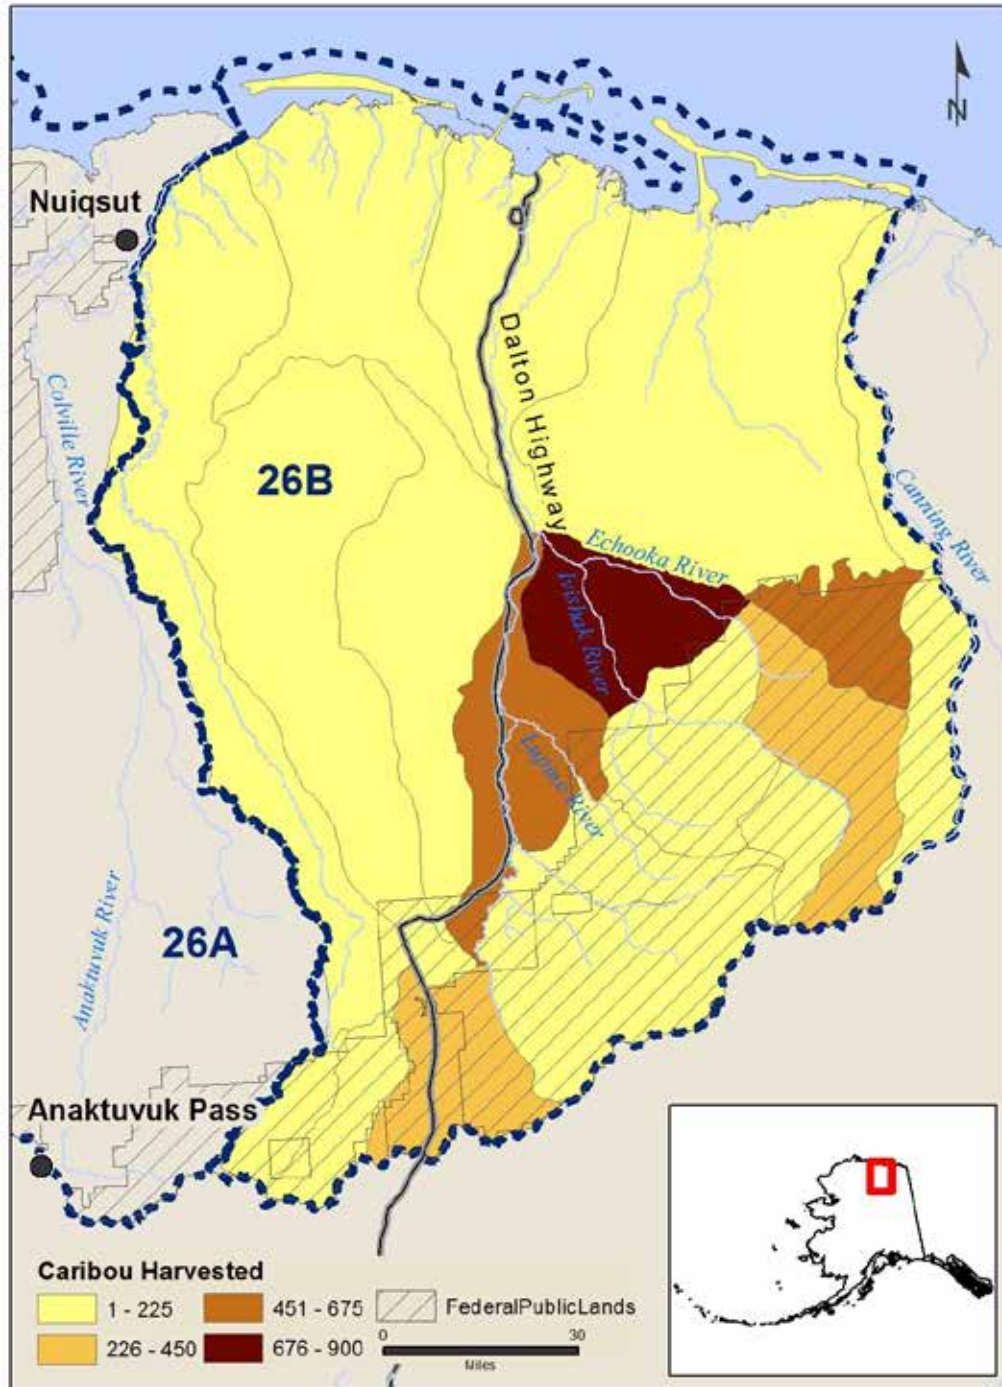 N
Nuiqsut
Dalton Highway
Colville River
26B
Canning River
Echooka River
Ivishak River
Lupine River
Anaktuvuk River
26A
Anaktuvuk Pass
Caribou Harvested
1 - 225
451 - 675
FederalPublicLands
226 - 450
676 - 900
0
30
Miles